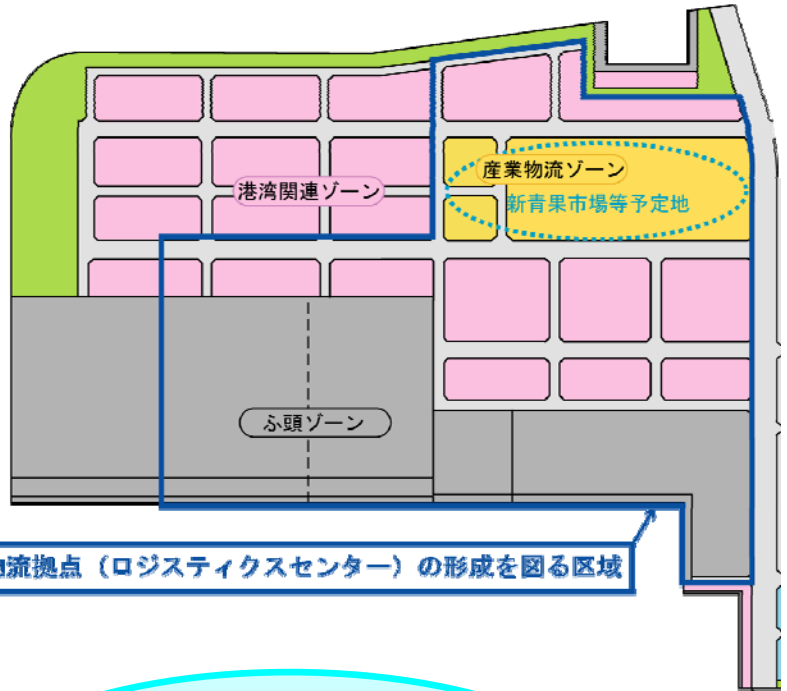 産業物流ゾーン
港湾関連ゾーン
新青果市場等予定地
ふ頭ゾーン
流拠点（ロジスティクスセンター）の形成を図る区域